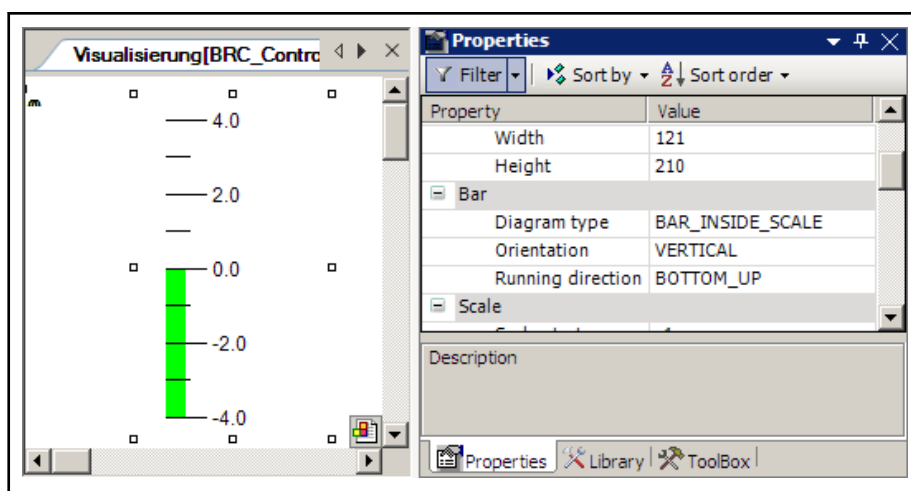 Visualisierung[BRC_Contro
4.0
2.0
0.0
-2.0
-4.0
Properties
Filter Sort by Sort order
Property Value
Width 121
Height 210
Bar
Diagram type BAR_INSIDE_SCALE
Orientation VERTICAL
Running direction BOTTOM_UP
Scale
Description
Properties Library ToolBox